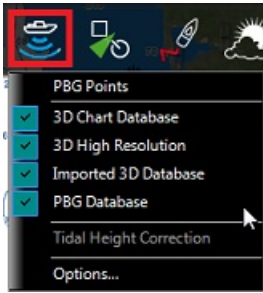 PBG Points
3D Chart Database
3D High Resolution
Imported 3D Database
PBG Database
Tidal Height Correction
Options...